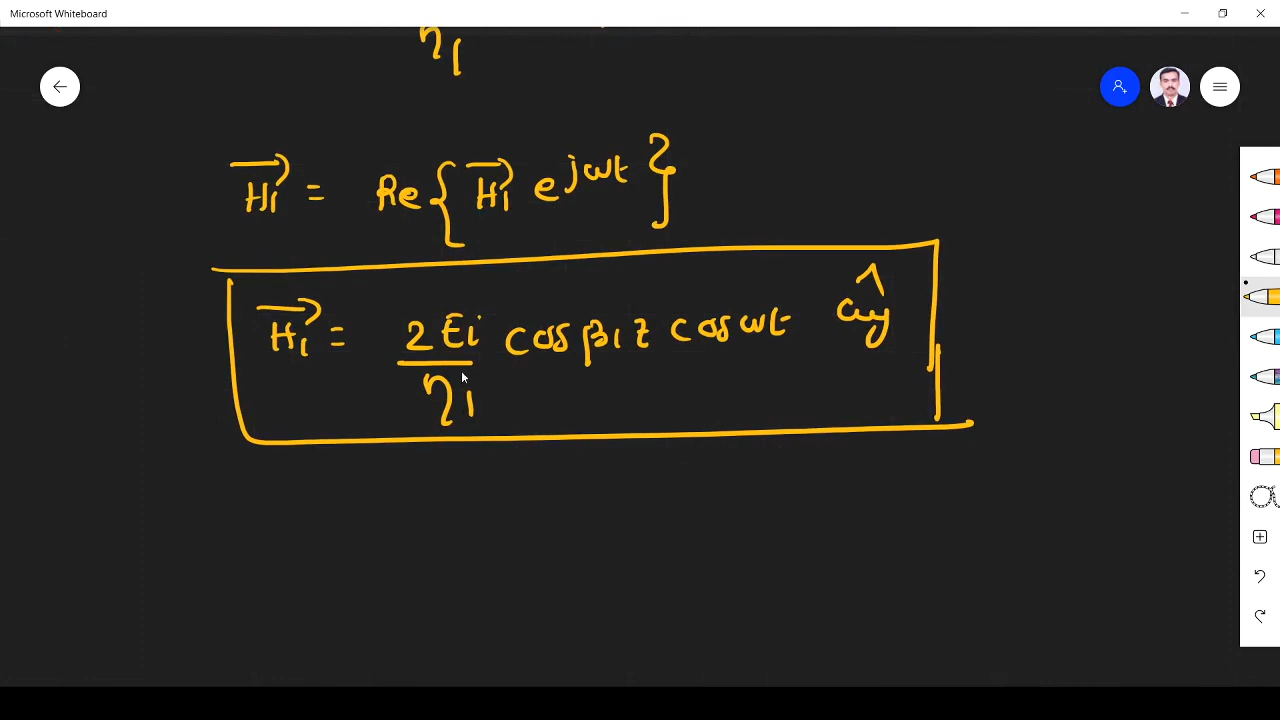 Microsoft Whiteboard
η₁
H₁⃗ = Re{ H₁⃗ e^{jωt} }
H₁⃗ = 2Ei/η₁ cos β₁z cos ωt ây